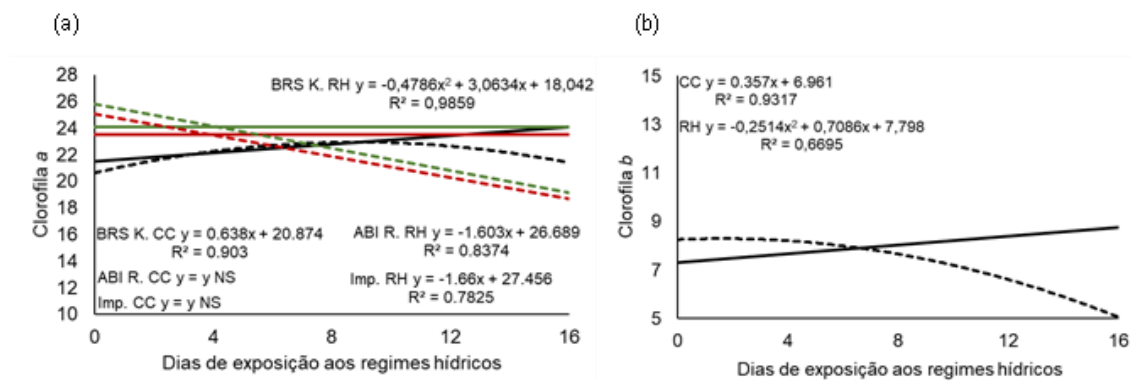 (a)
BRS K. RH y = -0,4786x² + 3,0634x + 18,042
R² = 0,9859
28
26
24
22
20
18
16
14
12
10
Clorofila a
BRS K. CC y = 0.638x + 20.874
R² = 0.903
ABI R. CC y = y NS
Imp. CC y = y NS
ABI R. RH y = -1.603x + 26.689
R² = 0.8374
Imp. RH y = -1.66x + 27.456
R² = 0.7825
0 4 8 12 16
Dias de exposição aos regimes hídricos
(b)
CC y = 0.357x + 6.961
R² = 0.9317
RH y = -0,2514x² + 0,7086x + 7,798
R² = 0,6695
15
13
11
9
7
5
Clorofila b
0 4 8 12 16
Dias de exposição aos regimes hídricos